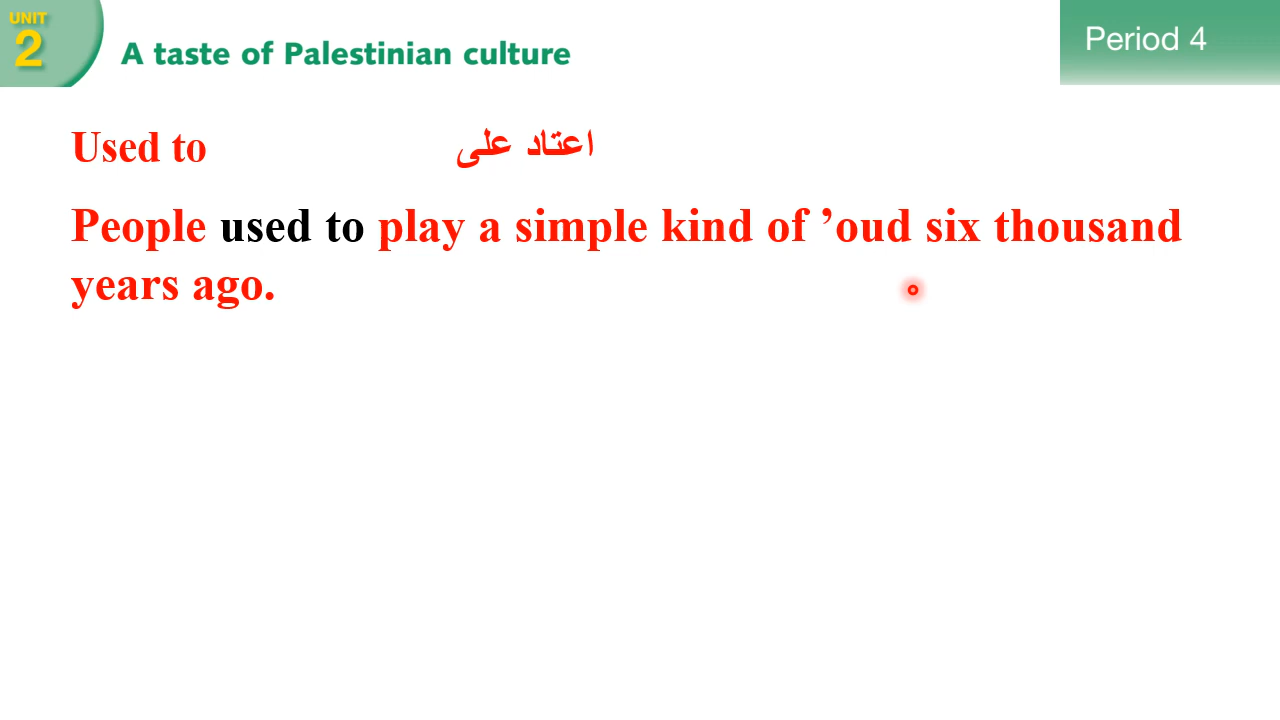 UNIT
2
A taste of Palestinian culture
Period 4
Used to اعتاد على
People used to play a simple kind of ’oud six thousand
years ago.